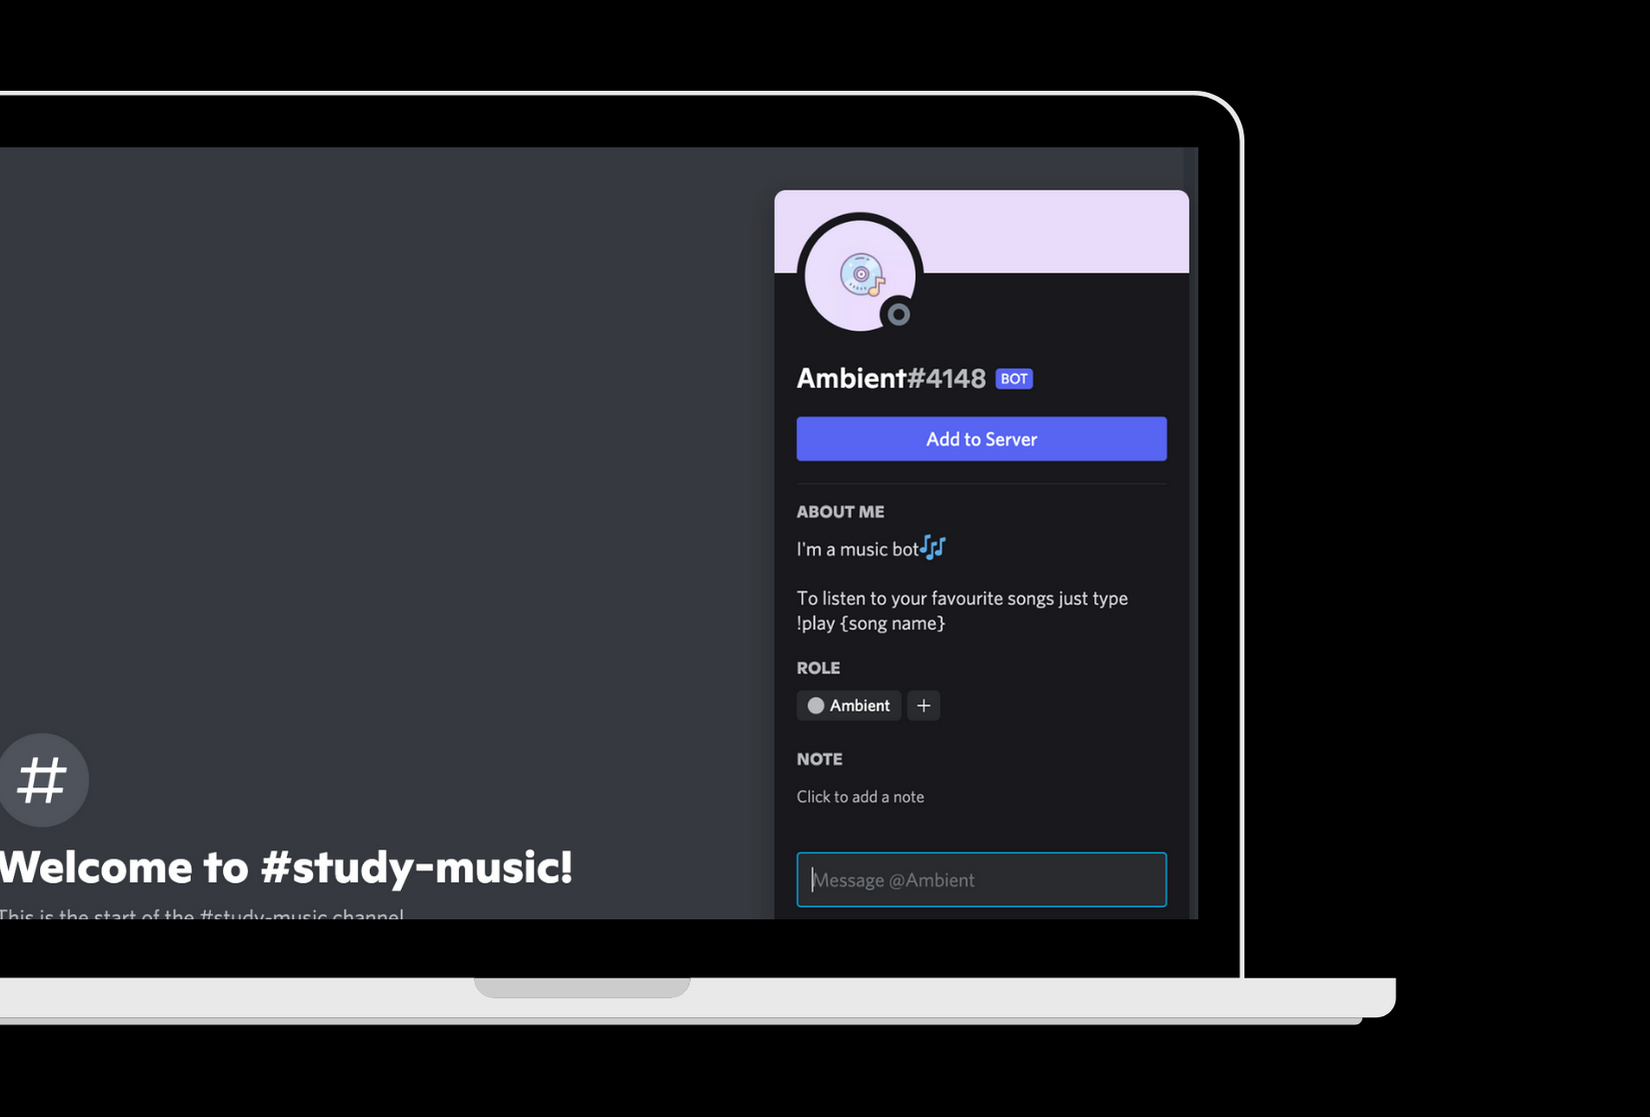 Ambient#4148 BOT
Add to Server
ABOUT ME
I'm a music bot🎶
To listen to your favourite songs just type
!play {song name}
ROLE
Ambient +
NOTE
Click to add a note
Message @Ambient
#
Welcome to #study-music!
This is the start of the #study-music channel